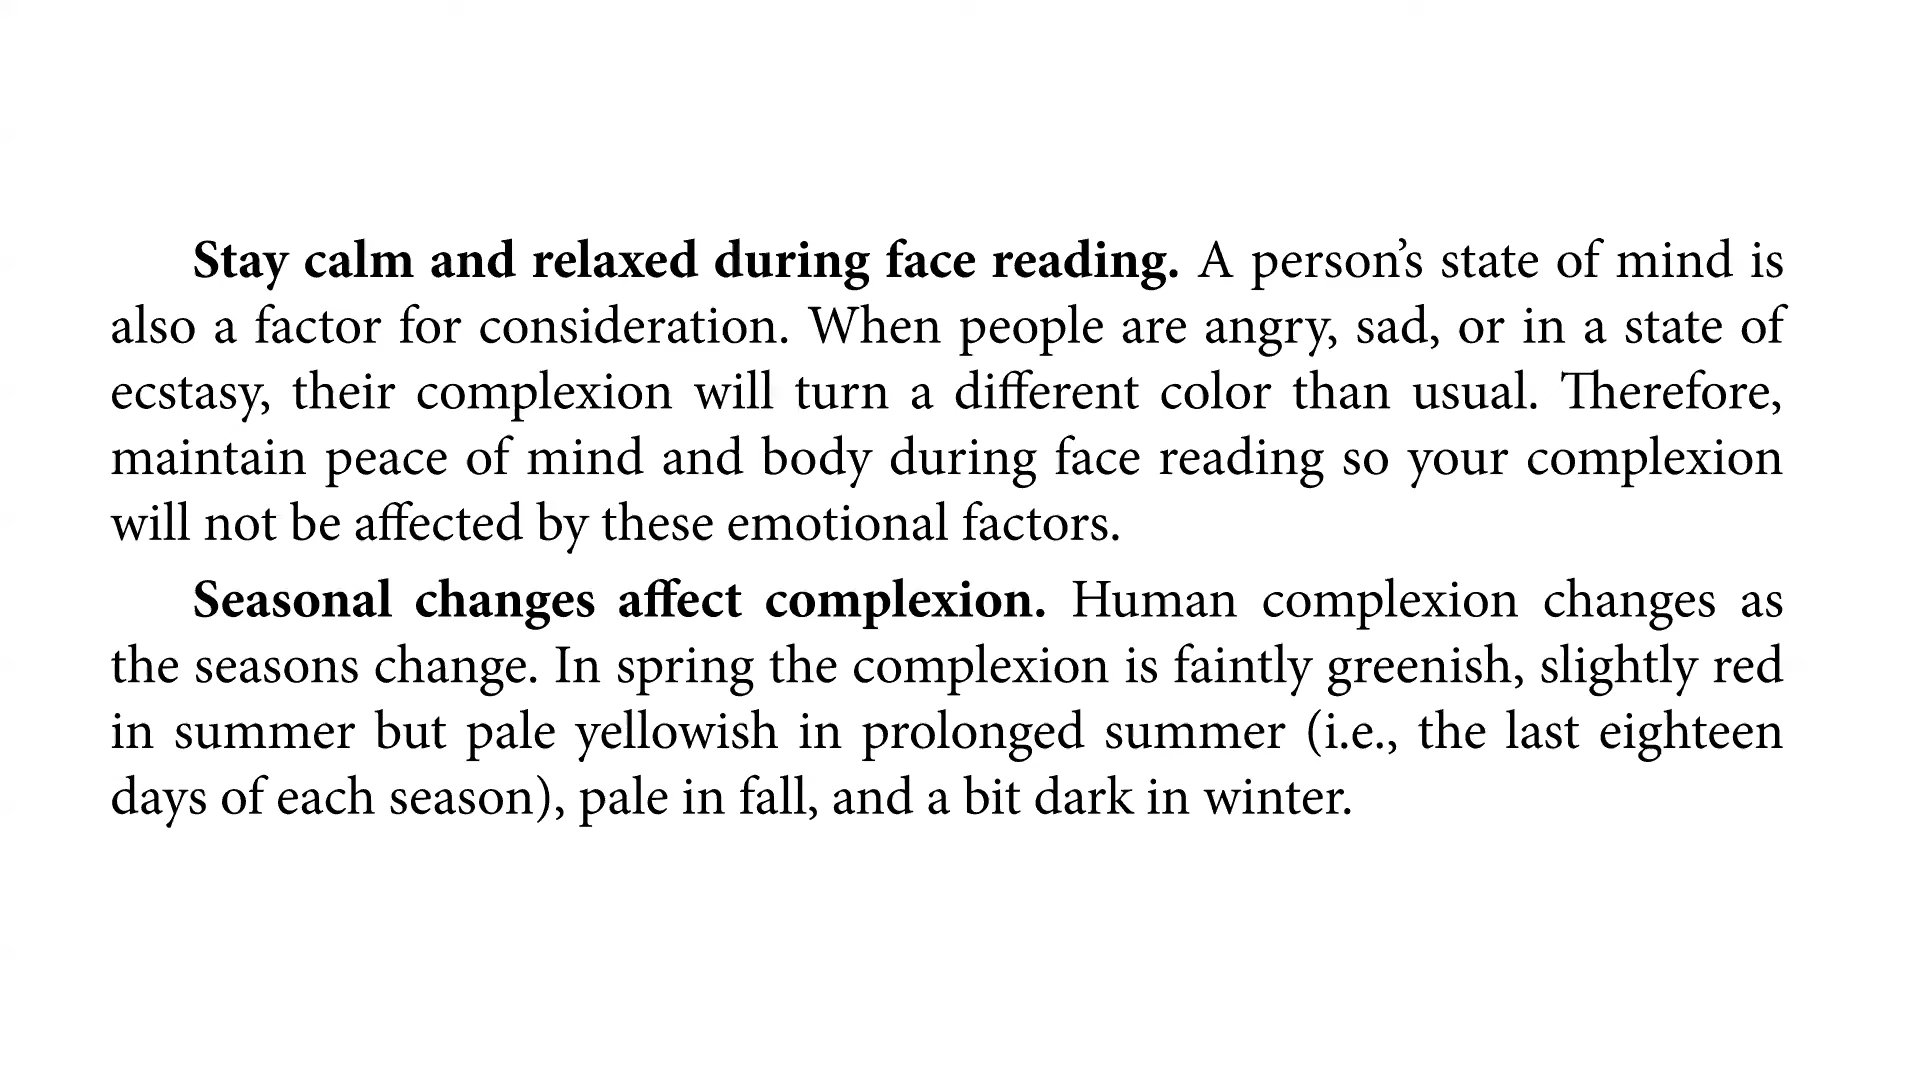 Stay calm and relaxed during face reading. A person’s state of mind is
also a factor for consideration. When people are angry, sad, or in a state of
ecstasy, their complexion will turn a different color than usual. Therefore,
maintain peace of mind and body during face reading so your complexion
will not be affected by these emotional factors.
Seasonal changes affect complexion. Human complexion changes as
the seasons change. In spring the complexion is faintly greenish, slightly red
in summer but pale yellowish in prolonged summer (i.e., the last eighteen
days of each season), pale in fall, and a bit dark in winter.